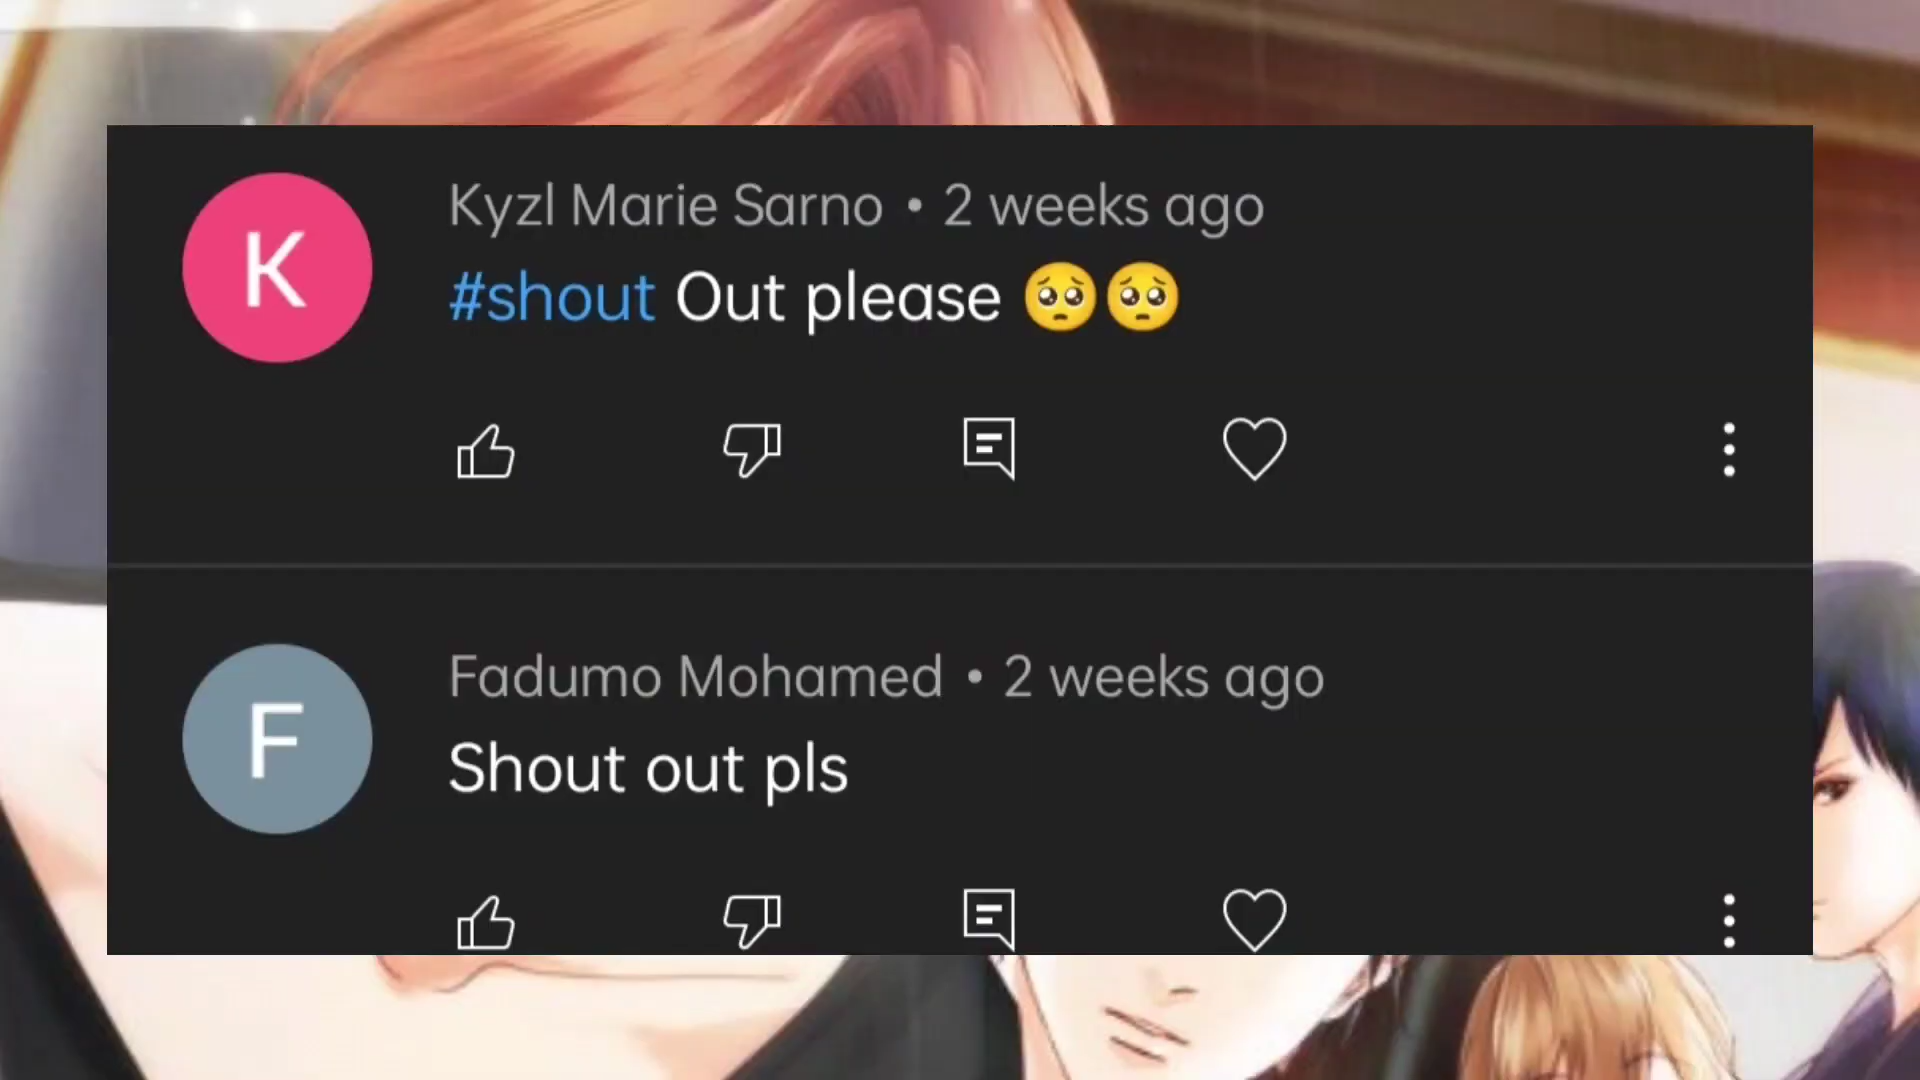 K
Kyzl Marie Sarno • 2 weeks ago
#shout Out please 🥺🥺
F
Fadumo Mohamed • 2 weeks ago
Shout out pls